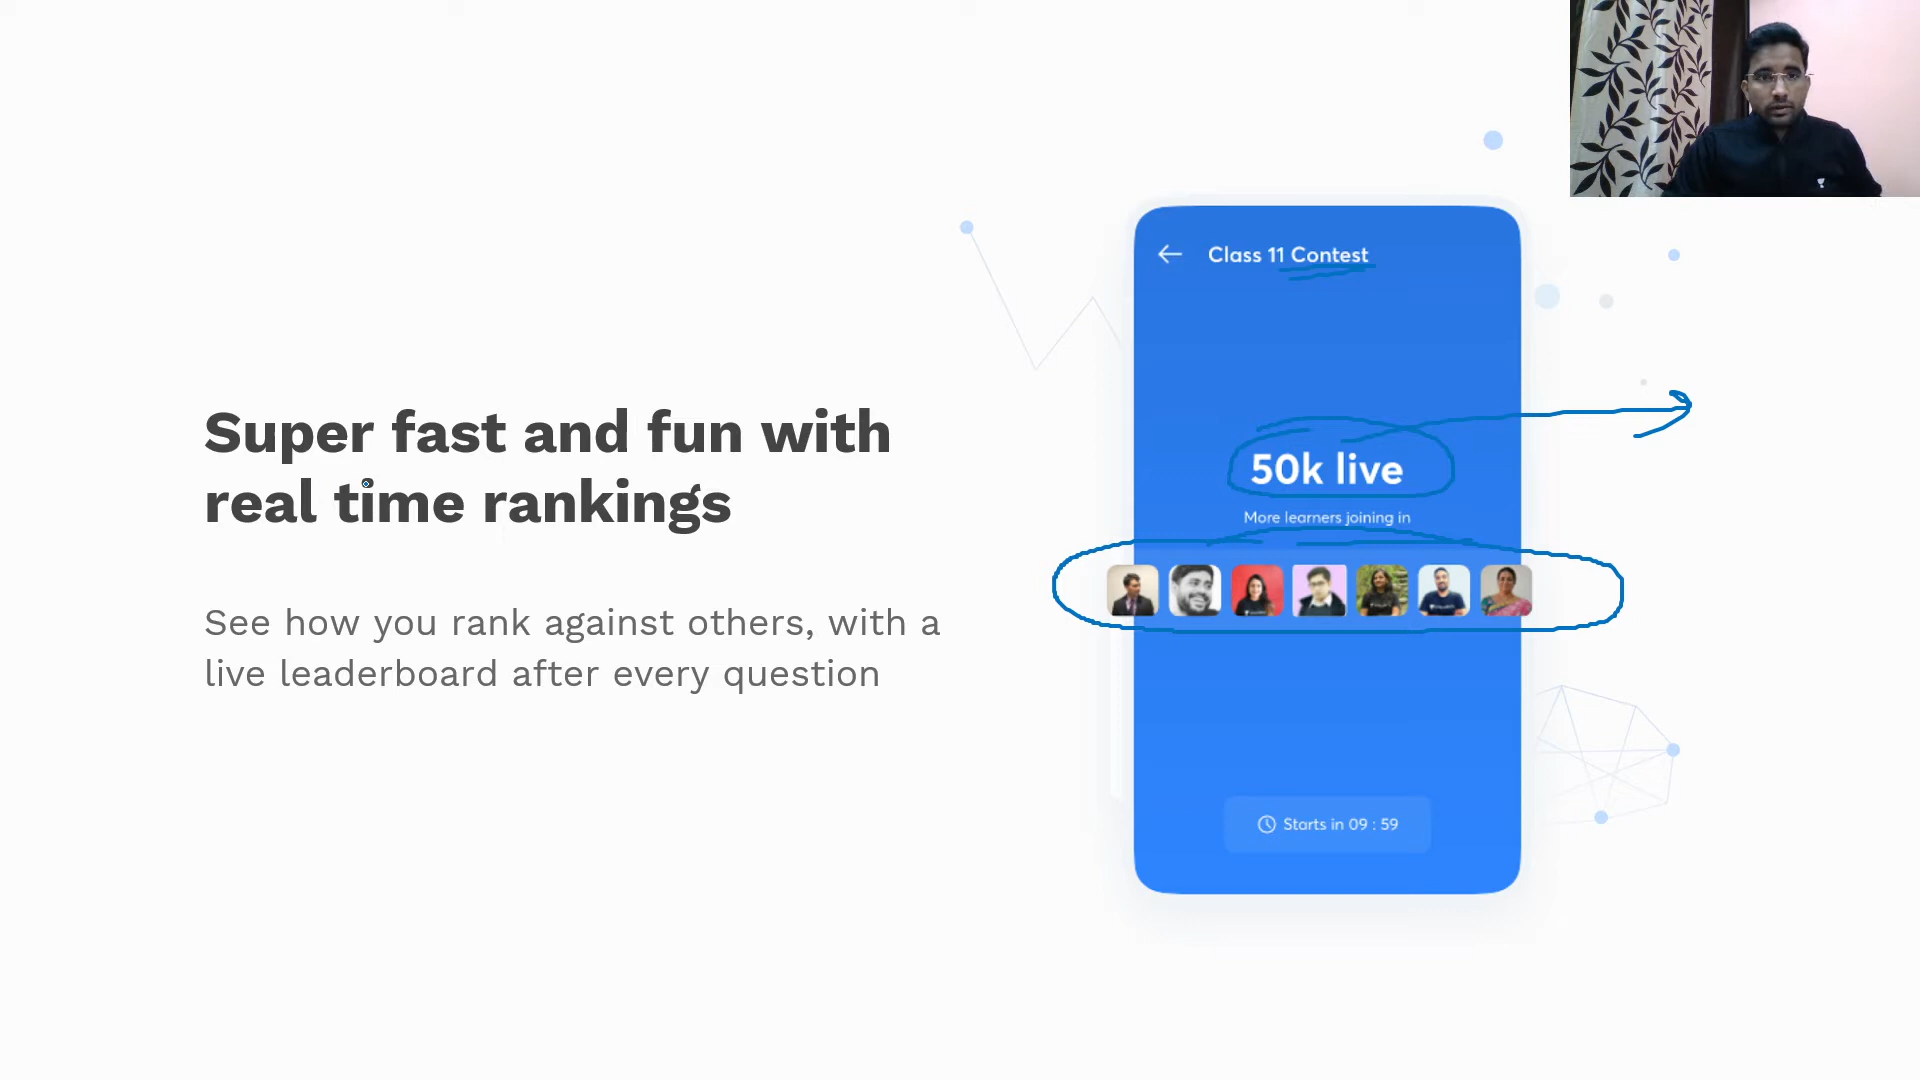 Super fast and fun with
real time rankings
See how you rank against others, with a
live leaderboard after every question
Class 11 Contest
50k live
More learners joining in
Starts in 09 : 59